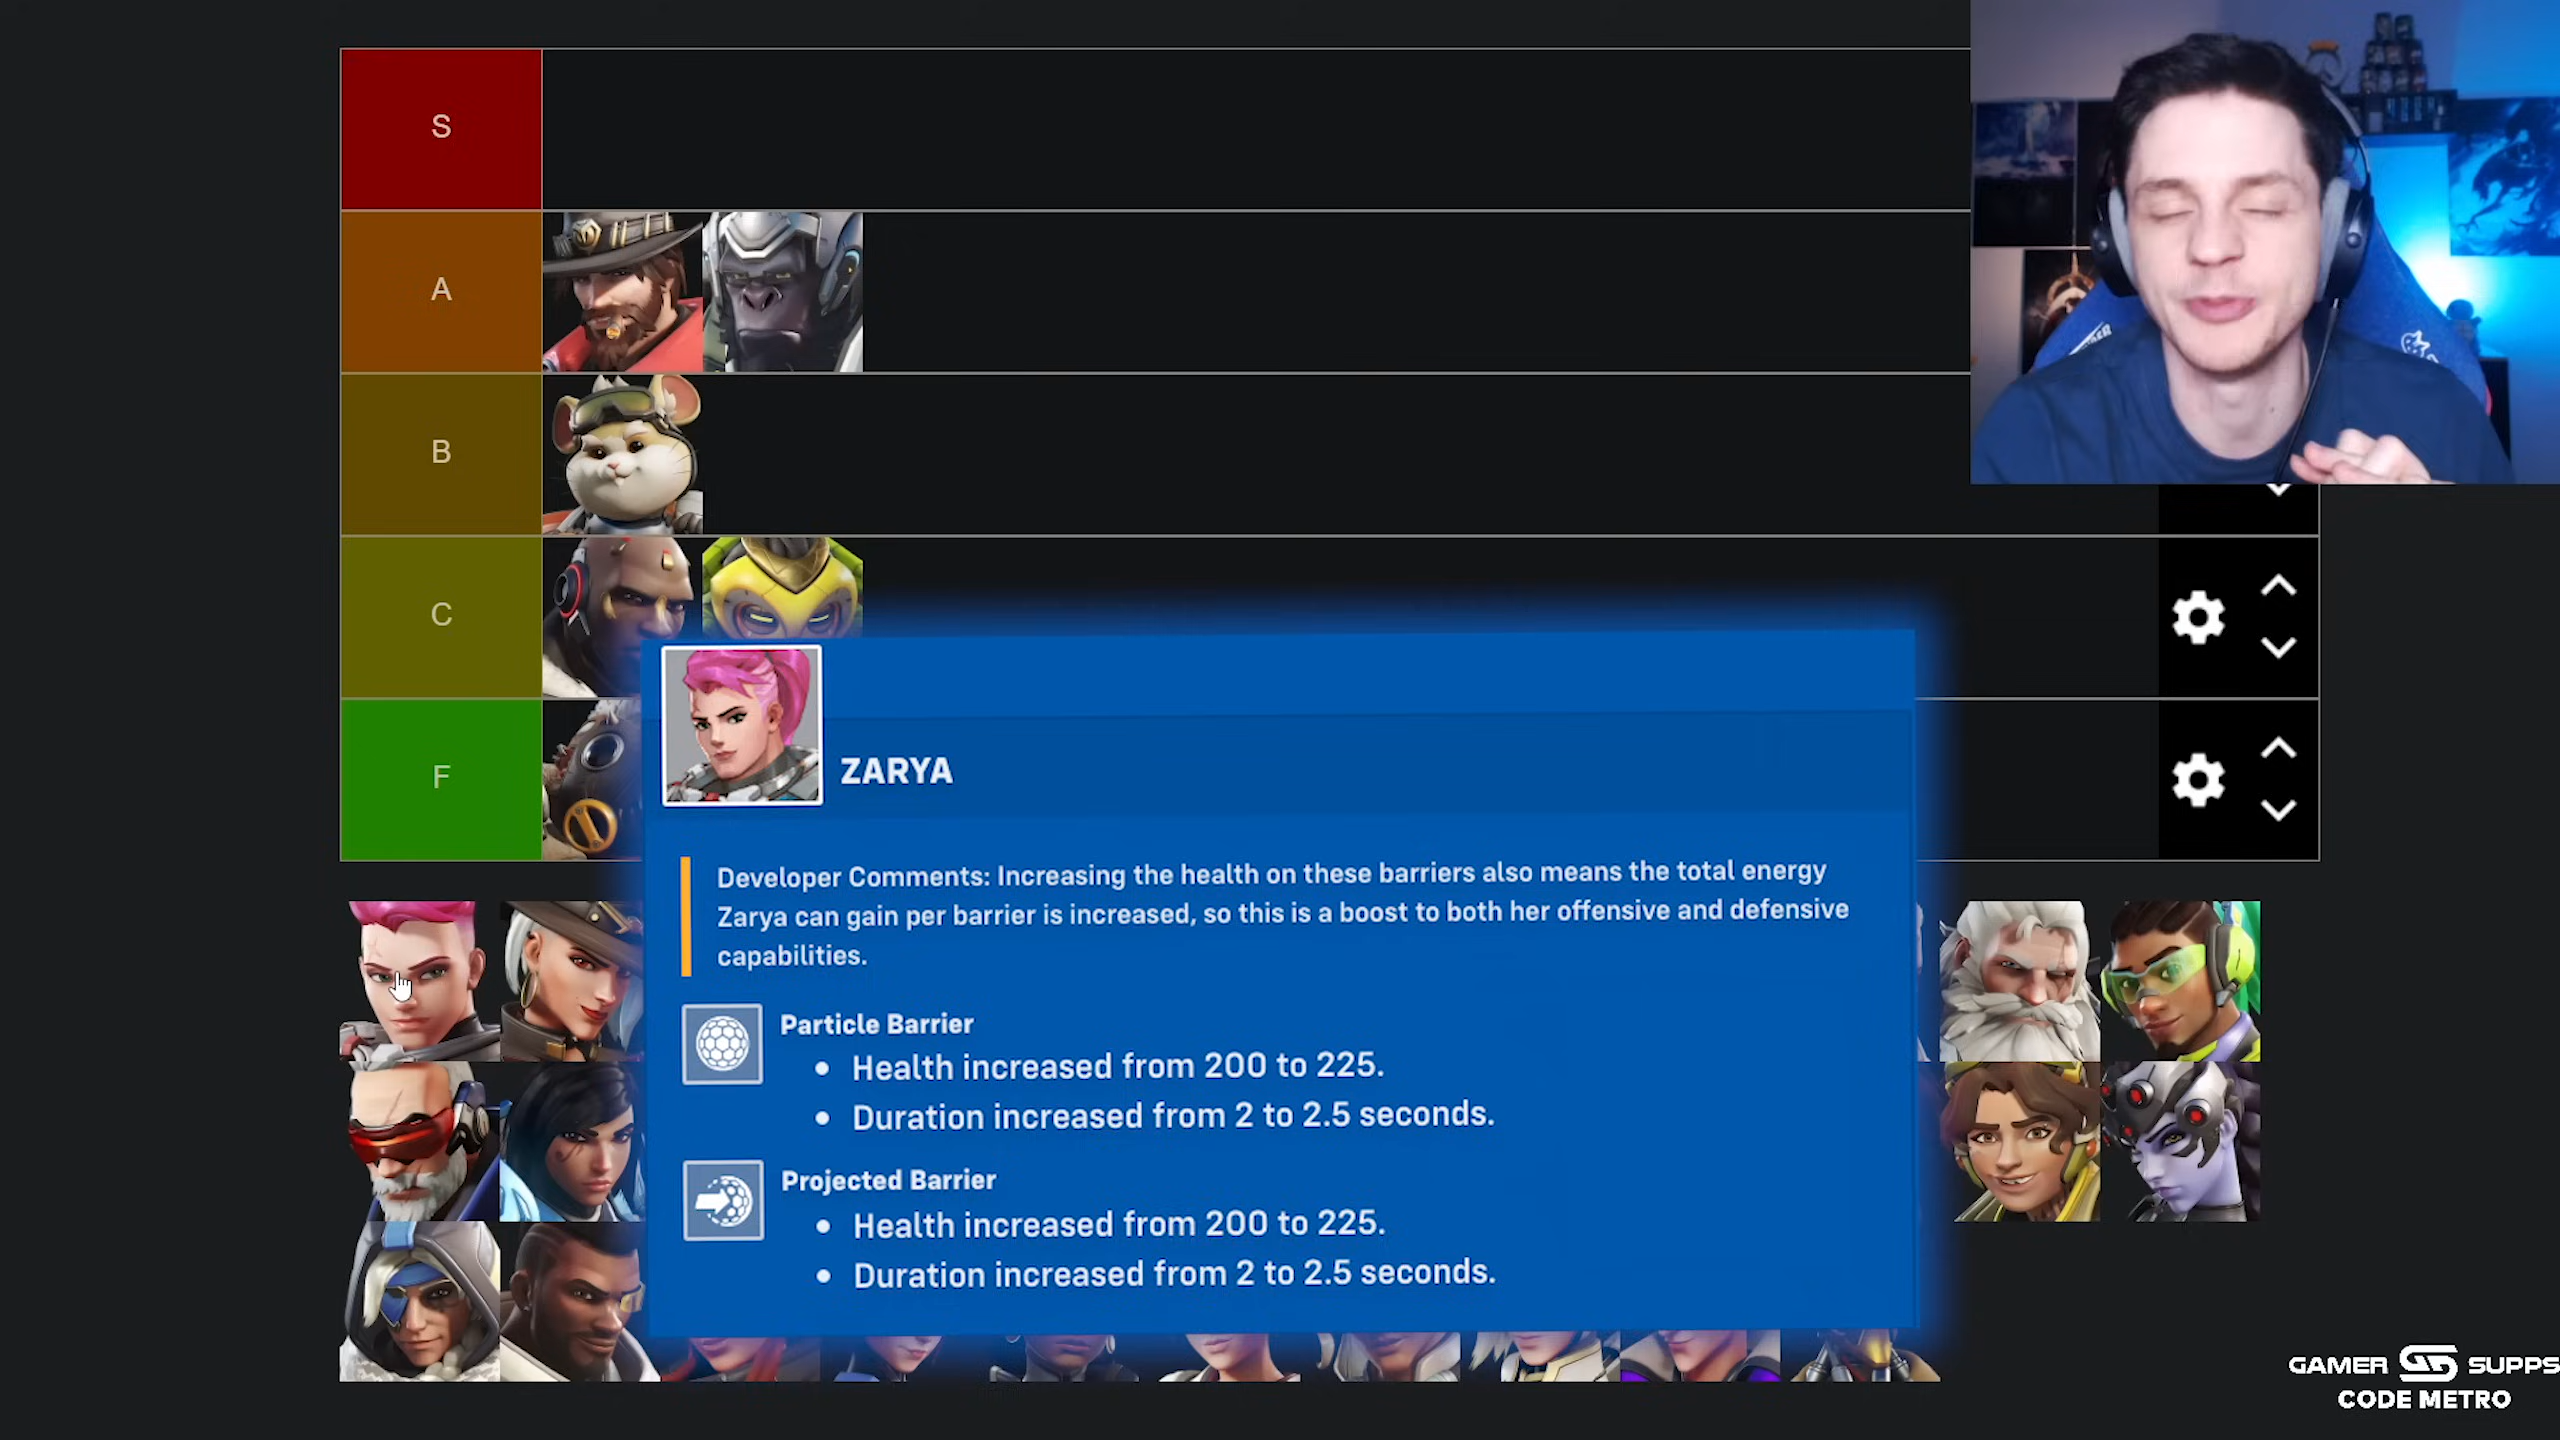 S
A
B
C
F
ZARYA
Developer Comments: Increasing the health on these barriers also means the total energy
Zarya can gain per barrier is increased, so this is a boost to both her offensive and defensive
capabilities.
Particle Barrier
• Health increased from 200 to 225.
• Duration increased from 2 to 2.5 seconds.
Projected Barrier
• Health increased from 200 to 225.
• Duration increased from 2 to 2.5 seconds.
GAMER GS SUPPS
CODE METRO